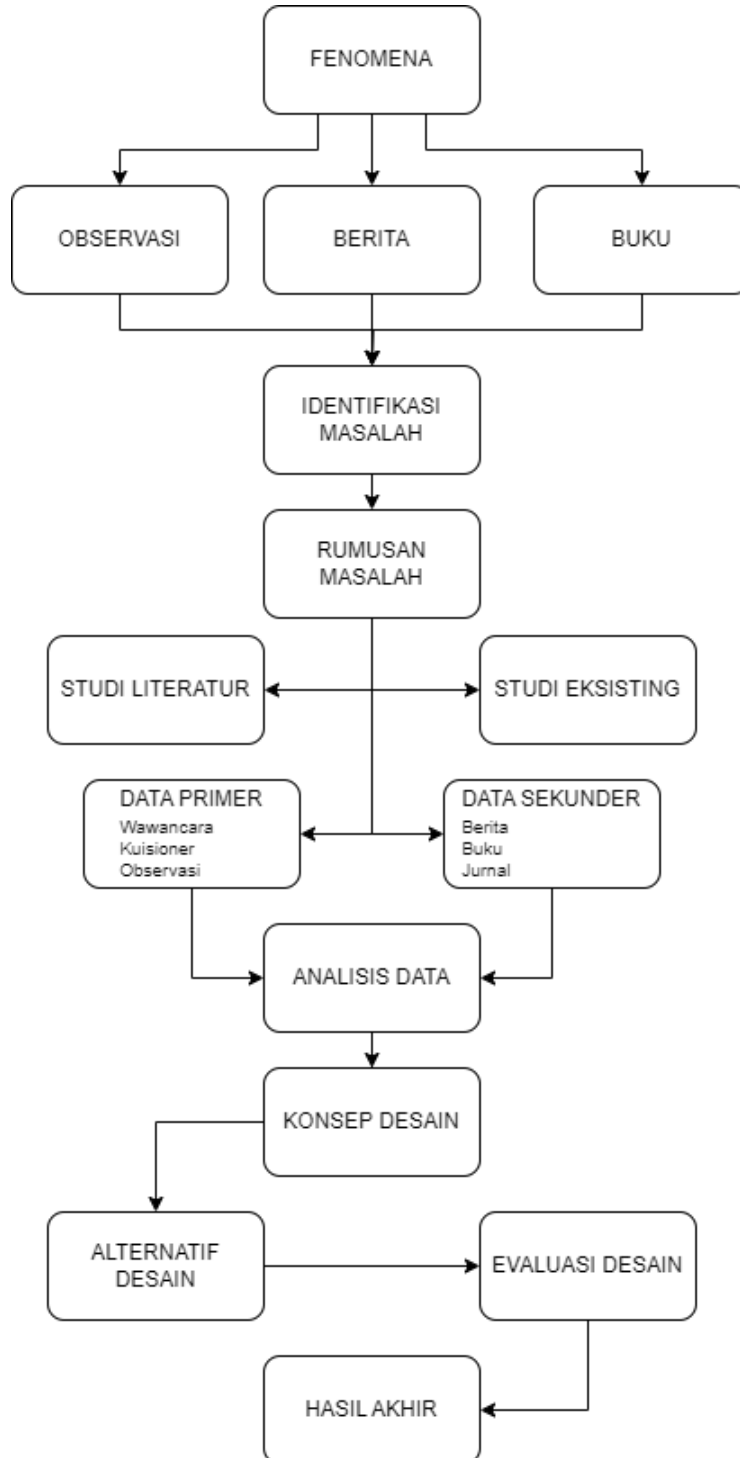 FENOMENA
OBSERVASI
BERITA
BUKU
IDENTIFIKASI
MASALAH
RUMUSAN
MASALAH
STUDI LITERATUR
STUDI EKSISTING
DATA PRIMER
Wawancara
Kuisioner
Observasi
DATA SEKUNDER
Berita
Buku
Jurnal
ANALISIS DATA
KONSEP DESAIN
ALTERNATIF
DESAIN
EVALUASI DESAIN
HASIL AKHIR